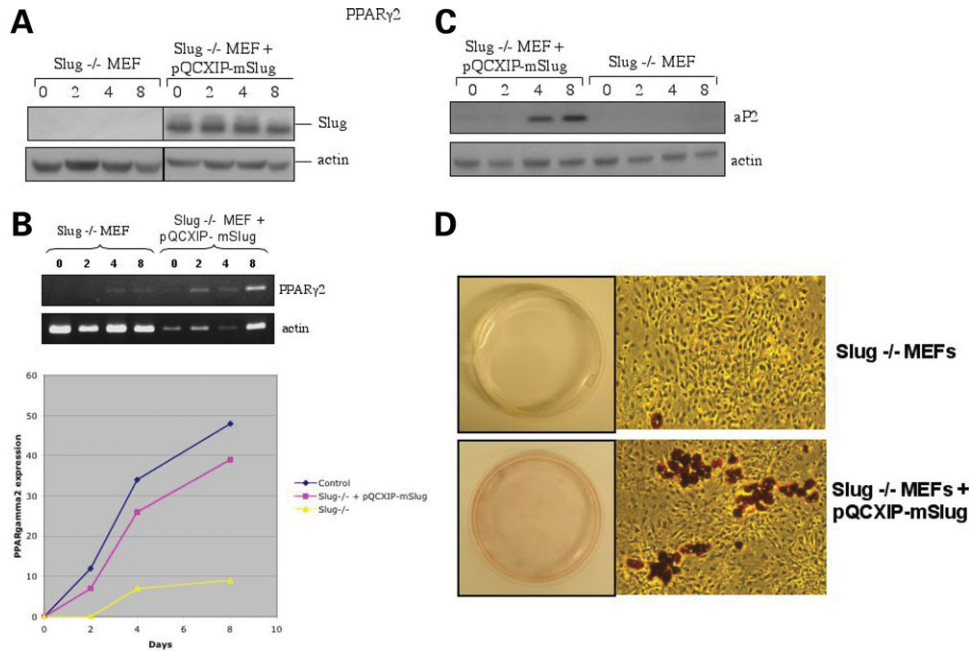 PPARγ2
A
Slug -/- MEF
Slug -/- MEF +
pQCXIP-mSlug
0 2 4 8 0 2 4 8
Slug
actin
B
Slug -/- MEF
Slug -/- MEF +
pQCXIP- mSlug
0 2 4 8 0 2 4 8
PPARγ2
actin
60
50
40
30
20
10
0
0 2 4 6 8 10
PPARgamma2 expression
Days
Control
Slug-/- + pQCXIP-mSlug
Slug-/-
C
Slug -/- MEF +
pQCXIP-mSlug
Slug -/- MEF
0 2 4 8 0 2 4 8
aP2
actin
D
Slug -/- MEFs
Slug -/- MEFs +
pQCXIP-mSlug